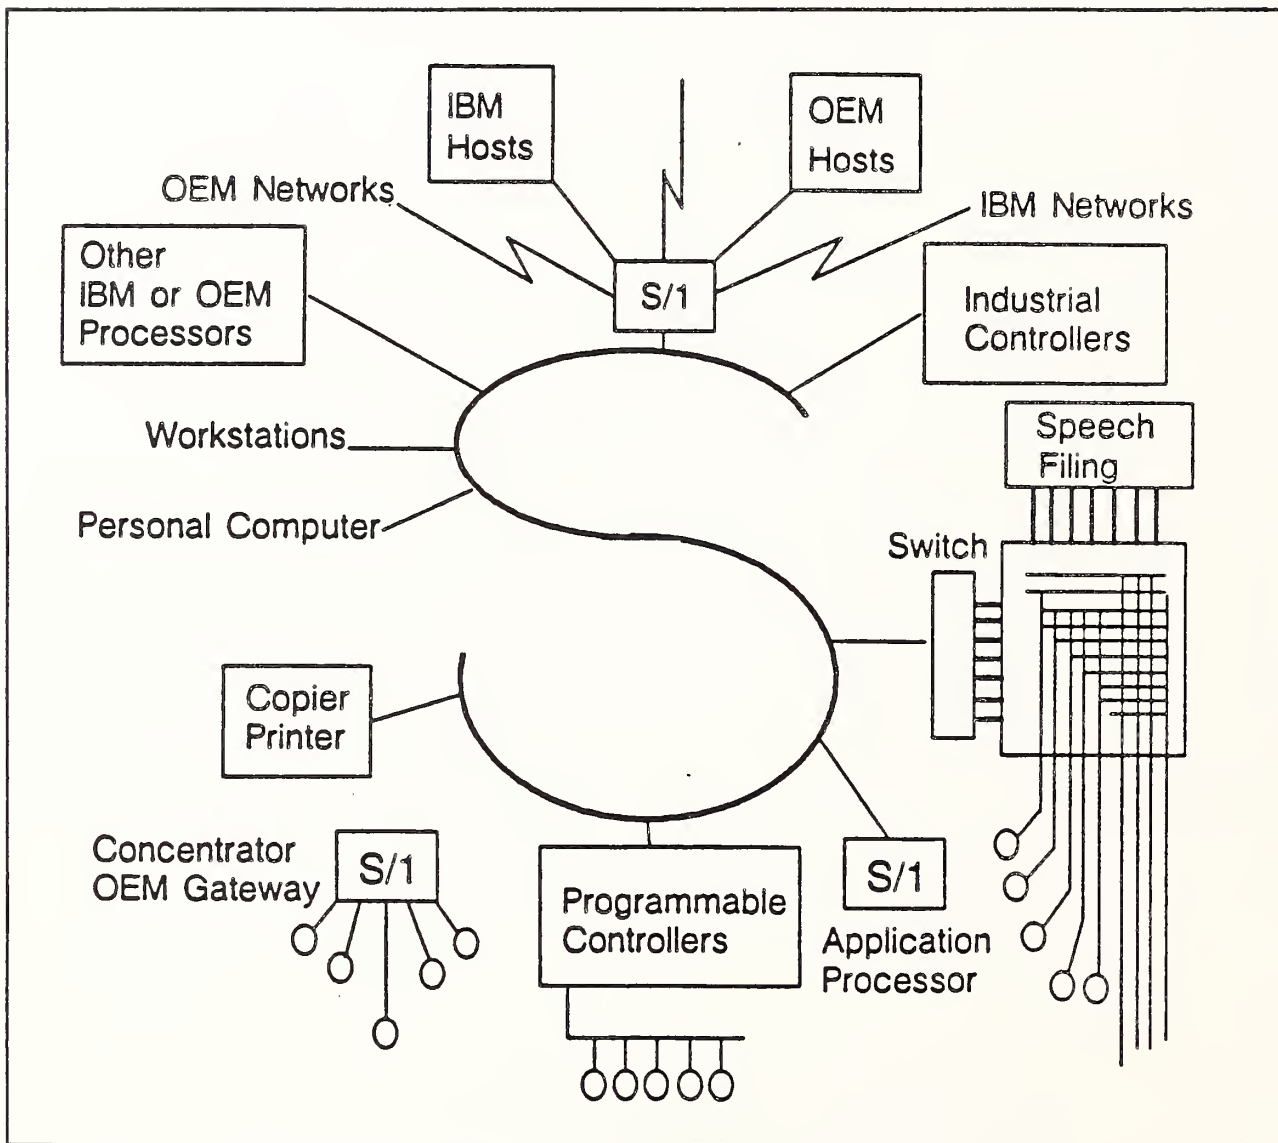 IBM
Hosts
OEM
Hosts
OEM Networks
IBM Networks
Other
IBM or OEM
Processors
S/1
Industrial
Controllers
Workstations
Speech
Filing
Personal Computer
Switch
Copier
Printer
Concentrator
OEM Gateway
S/1
Programmable
Controllers
S/1
Application
Processor